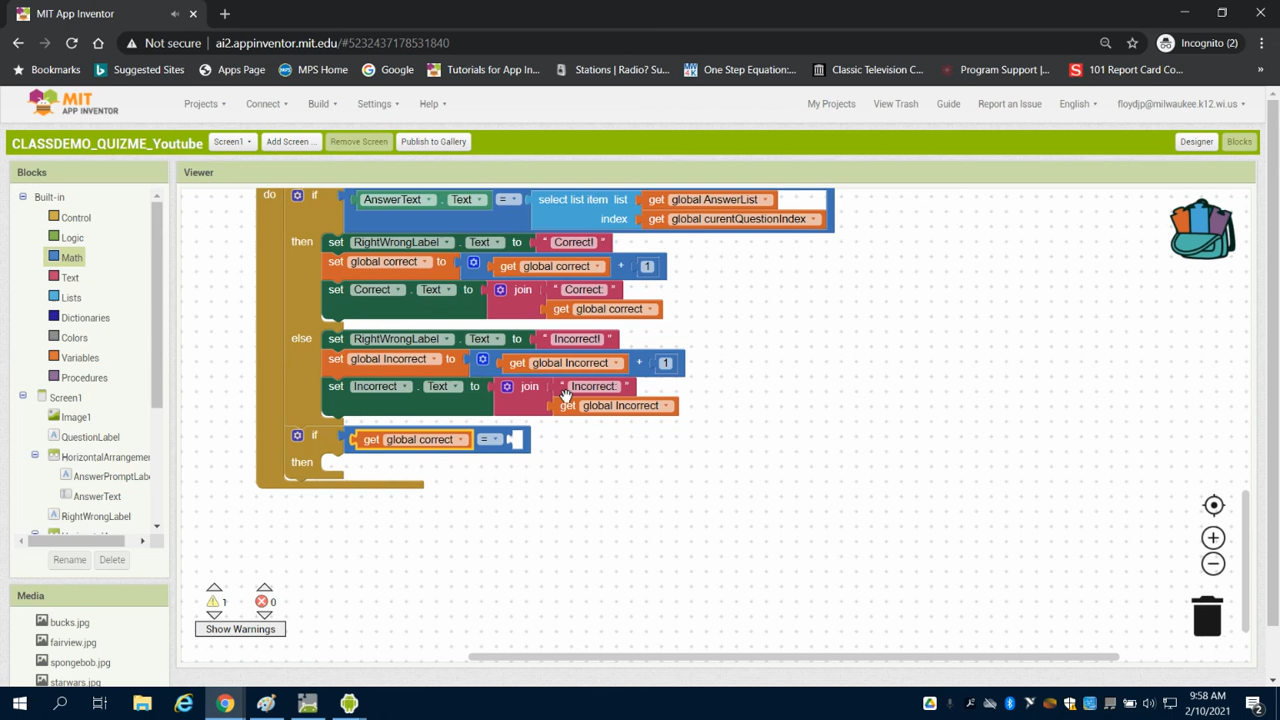 MIT App Inventor
Not secure | ai2.appinventor.mit.edu/#5232437178531840
Incognito (2)
Bookmarks Suggested Sites Apps Page MPS Home Google Tutorials for App In... Stations | Radio? Su... One Step Equation:... Classic Television C... Program Support |... 101 Report Card Co... »
MIT
APP INVENTOR
Projects Connect Build Settings Help My Projects View Trash Guide Report an Issue English floydjp@milwaukee.k12.wi.us
CLASSDEMO_QUIZME_Youtube Screen1 Add Screen ... Remove Screen Publish to Gallery Designer Blocks
Blocks
Viewer
Built-in
Control
Logic
Math
Text
Lists
Dictionaries
Colors
Variables
Procedures
Screen1
Image1
QuestionLabel
HorizontalArrangeme
AnswerPromptLabe
AnswerText
RightWrongLabel
Rename Delete
Media
bucks.jpg
fairview.jpg
spongebob.jpg
starwars.jpg
do if AnswerText . Text = select list item list get global AnswerList
index get global curentQuestionIndex
then set RightWrongLabel . Text to " Correct! "
set global correct to get global correct + 1
set Correct . Text to join " Correct: "
get global correct
else set RightWrongLabel . Text to " Incorrect! "
set global Incorrect to get global Incorrect + 1
set Incorrect . Text to join " Incorrect: "
get global Incorrect
if get global correct =
then
1 0
Show Warnings
9:58 AM
2/10/2021
2